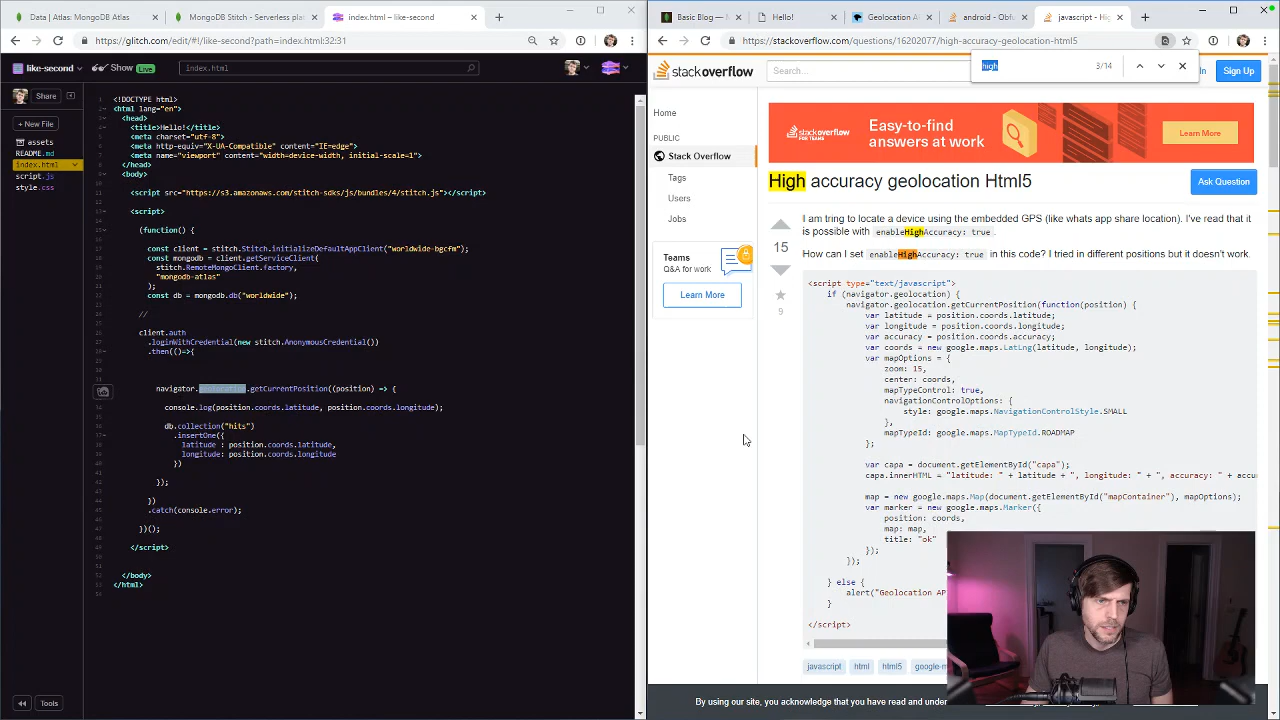 Data | Atlas: MongoDB Atlas
MongoDB Stitch - Serverless pla
index.html – like-second
https://glitch.com/edit/#!/like-second?path=index.html:32:31
like-second
Show
Live
index.html
Share
+ New File
assets
README.md
index.html
script.js
style.css
<!DOCTYPE html>
<html lang="en">
<head>
<title>Hello!</title>
<meta charset="utf-8">
<meta http-equiv="X-UA-Compatible" content="IE=edge">
<meta name="viewport" content="width=device-width, initial-scale=1">
</head>
<body>
<script src="https://s3.amazonaws.com/stitch-sdks/js/bundles/4/stitch.js"></script>
<script>
(function() {
const client = stitch.Stitch.initializeDefaultAppClient("worldwide-bgcfm");
const mongodb = client.getServiceClient(
stitch.RemoteMongoClient.factory,
"mongodb-atlas"
);
const db = mongodb.db("worldwide");
//
client.auth
.loginWithCredential(new stitch.AnonymousCredential())
.then(()=>{
navigator.geolocation.getCurrentPosition((position) => {
console.log(position.coords.latitude, position.coords.longitude);
db.collection("hits")
.insertOne({
latitude : position.coords.latitude,
longitude: position.coords.longitude
})
});
})
.catch(console.error);
})();
</script>
</body>
</html>
Tools
Basic Blog —
Hello!
Geolocation A
android - Obfu
javascript - Hig
https://stackoverflow.com/questions/16202077/high-accuracy-geolocation-html5
high
3/14
stack overflow
Search...
In
Sign Up
Home
PUBLIC
Stack Overflow
Tags
Users
Jobs
Teams
Q&A for work
Learn More
stackoverflow
FOR TEAMS
Easy-to-find
answers at work
Learn More
High accuracy geolocation Html5
Ask Question
15
9
I am tring to locate a device using the embedded GPS (like whats app share location). I've read that it
is possible with enableHighAccuracy: true.
How can I set enableHighAccuracy: true in this code? I tried in different positions but it doesn't work.
<script type="text/javascript">
if (navigator.geolocation) {
navigator.geolocation.getCurrentPosition(function(position) {
var latitude = position.coords.latitude;
var longitude = position.coords.longitude;
var accuracy = position.coords.accuracy;
var coords = new google.maps.LatLng(latitude, longitude);
var mapOptions = {
zoom: 15,
center: coords,
mapTypeControl: true,
navigationControlOptions: {
style: google.maps.NavigationControlStyle.SMALL
},
mapTypeId: google.maps.MapTypeId.ROADMAP
};
var capa = document.getElementById("capa");
capa.innerHTML = "latitude: " + latitude + ", longitude: " + ", accuracy: " + accu
map = new google.maps.Map(document.getElementById("mapContainer"), mapOptions);
var marker = new google.maps.Marker({
position: coords,
map: map,
title: "ok"
});
});
} else {
alert("Geolocation AP
}
</script>
javascript
html
html5
google-m
By using our site, you acknowledge that you have read and under